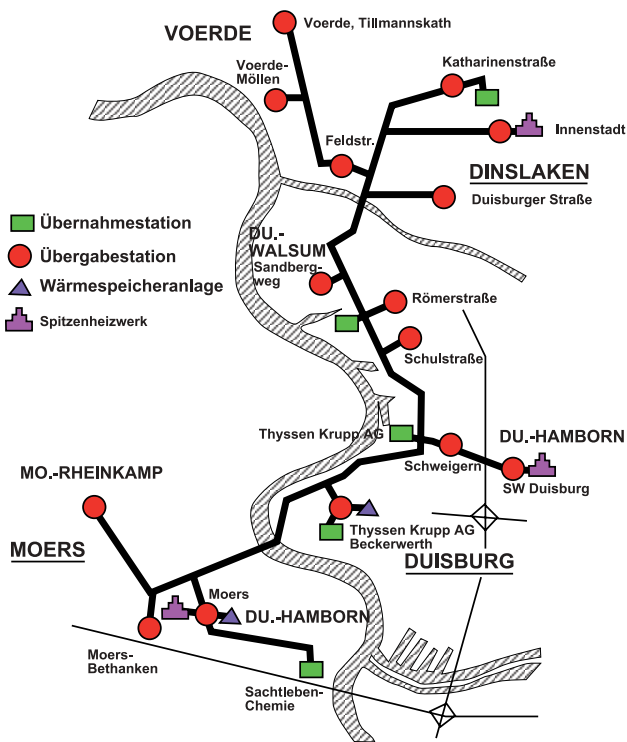 Voerde, Tillmannskath
VOERDE
Katharinenstraße
Voerde-
Möllen
Innenstadt
Feldstr.
DINSLAKEN
Duisburger Straße
Übernahmestation
DU.-
WALSUM
Übergabestation
Sandberg-
weg
Wärmespeicheranlage
Römerstraße
Spitzenheizwerk
Schulstraße
Thyssen Krupp AG
DU.-HAMBORN
Schweigern
MO.-RHEINKAMP
SW Duisburg
Thyssen Krupp AG
Beckerwerth
MOERS
DUISBURG
Moers
DU.-HAMBORN
Moers-
Bethanken
Sachtleben-
Chemie